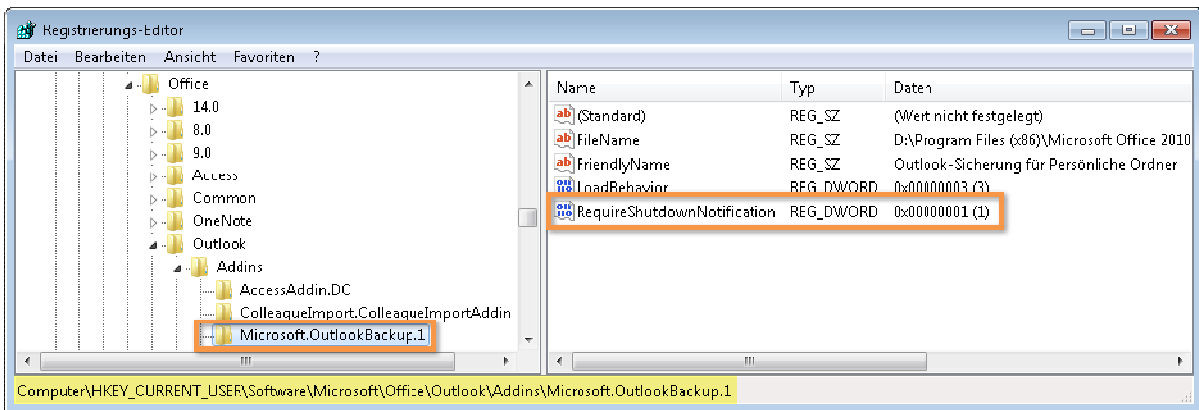 Registrierungs-Editor
Datei Bearbeiten Ansicht Favoriten ?
Office
14.0
8.0
9.0
Access
Common
OneNote
Outlook
Addins
AccessAddin.DC
ColleagueImport.ColleagueImportAddin
Microsoft.OutlookBackup.1
Name Typ Daten
(Standard) REG_SZ (Wert nicht festgelegt)
FileName REG_SZ D:\Program Files (x86)\Microsoft Office 2010
FriendlyName REG_SZ Outlook-Sicherung für Persönliche Ordner
LoadBehavior REG_DWORD 0x00000003 (3)
RequireShutdownNotification REG_DWORD 0x00000001 (1)
Computer\HKEY_CURRENT_USER\Software\Microsoft\Office\Outlook\Addins\Microsoft.OutlookBackup.1